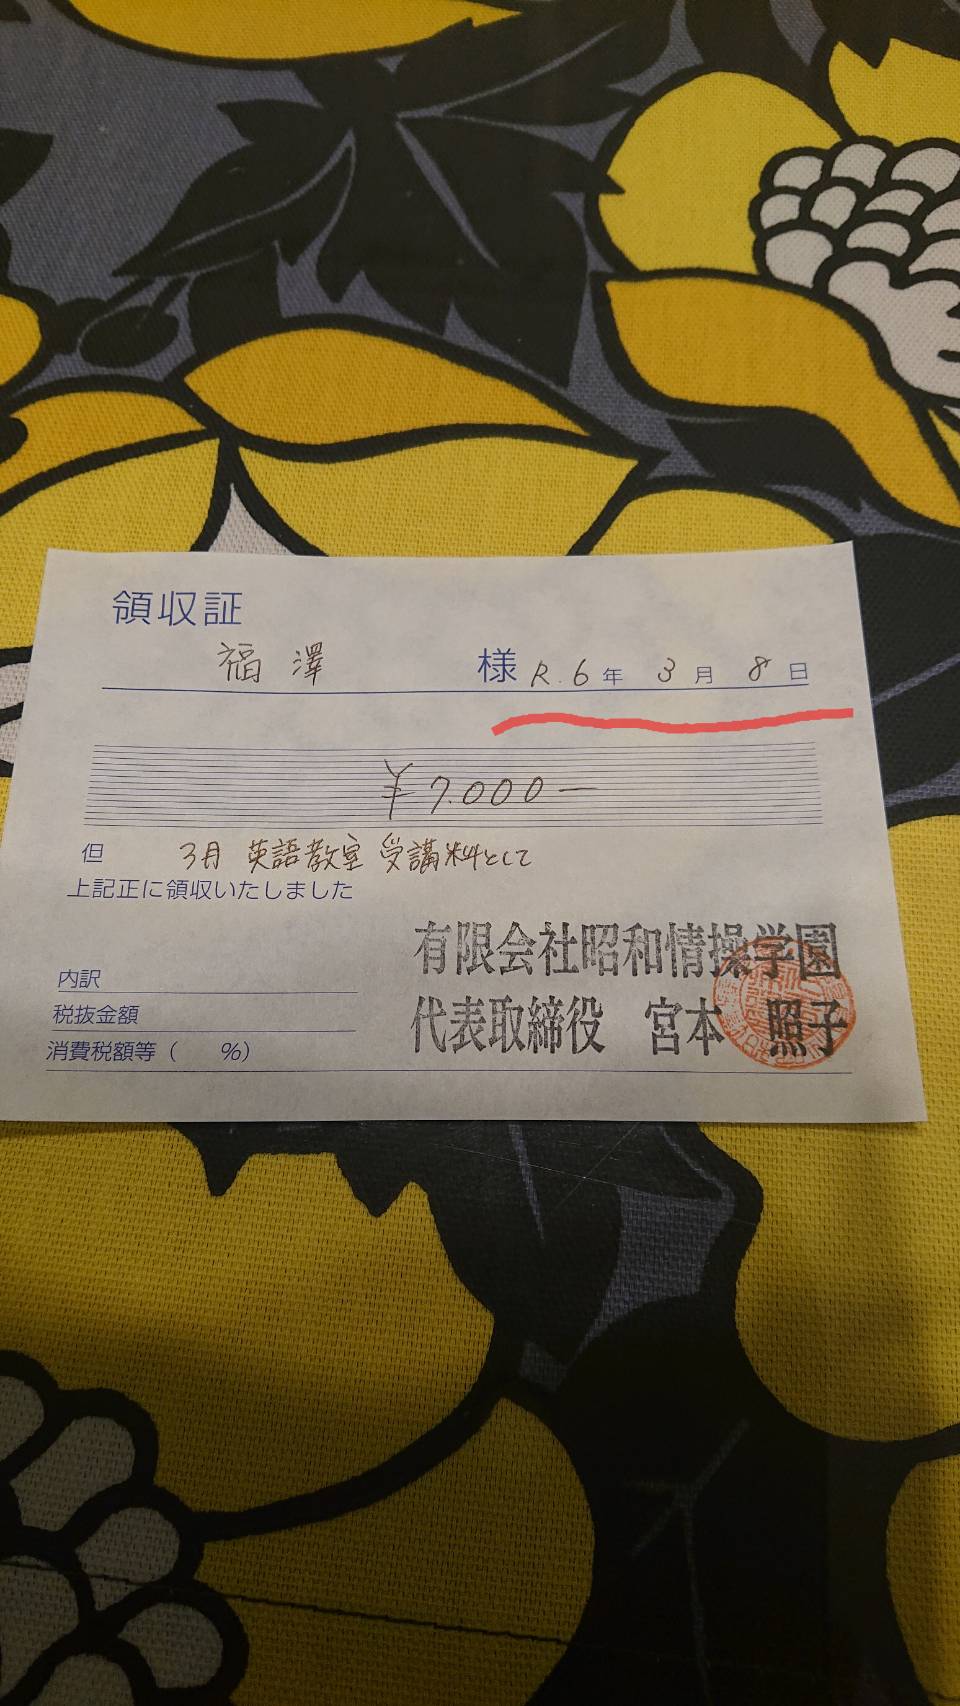 領収証
福澤 様 R.6年 3月 8日
¥7,000―
但 3月 英語教室 受講料として
上記正に領収いたしました
有限会社昭和情操学園
代表取締役 宮本 照子
内訳
税抜金額
消費税額等( %)